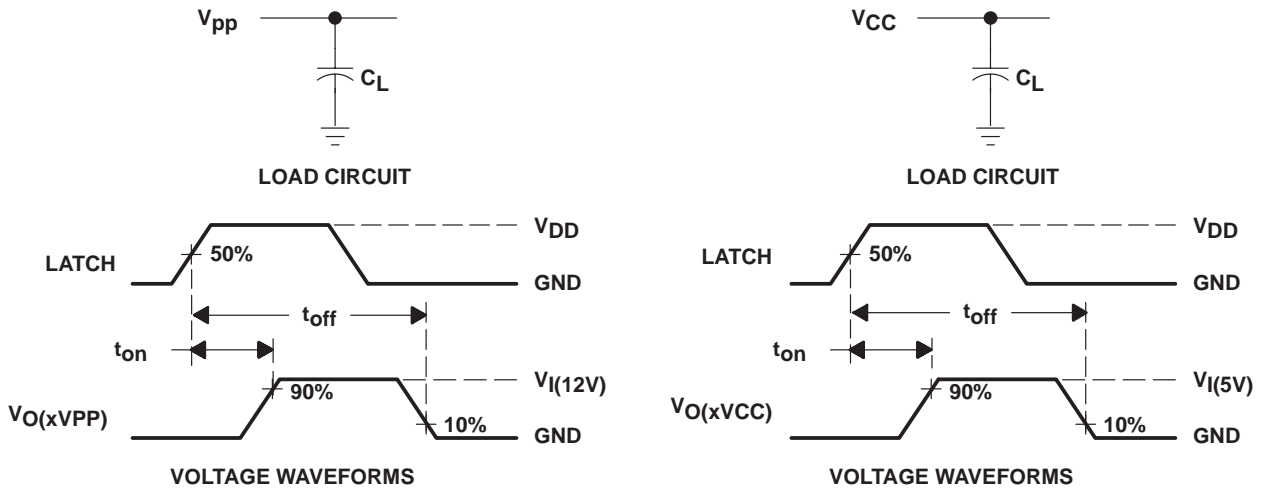 Vpp
CL
LOAD CIRCUIT
LATCH
50%
VDD
GND
toff
ton
VO(xVPP)
90%
10%
VI(12V)
GND
VOLTAGE WAVEFORMS
VCC
CL
LOAD CIRCUIT
LATCH
50%
VDD
GND
toff
ton
VO(xVCC)
90%
10%
VI(5V)
GND
VOLTAGE WAVEFORMS